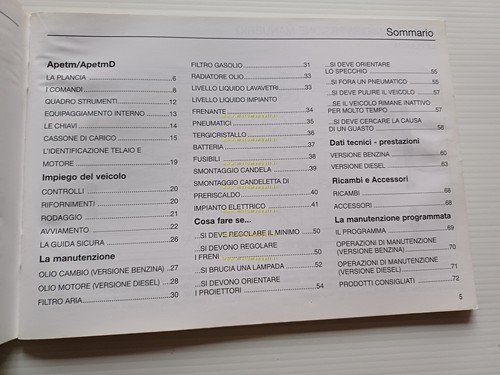 Sommario
Apetm/ApetmD
LA PLANCIA 6
I COMANDI 8
QUADRO STRUMENTI 12
EQUIPAGGIAMENTO INTERNO 13
LE CHIAVI 14
CASSONE DI CARICO 15
L'IDENTIFICAZIONE TELAIO E
MOTORE 19
Impiego del veicolo
CONTROLLI 20
RIFORNIMENTI 20
RODAGGIO 21
AVVIAMENTO 22
LA GUIDA SICURA 26
La manutenzione
OLIO CAMBIO (VERSIONE BENZINA) 27
OLIO MOTORE (VERSIONE DIESEL) 28
FILTRO ARIA 30
FILTRO GASOLIO 31
RADIATORE OLIO 33
LIVELLO LIQUIDO LAVAVETRI 33
LIVELLO LIQUIDO IMPIANTO
FRENANTE 34
PNEUMATICI 35
TERGICRISTALLO 36
BATTERIA 37
FUSIBILI 38
SMONTAGGIO CANDELA 39
SMONTAGGIO CANDELETTA DI
PRERISCALDO 40
IMPIANTO ELETTRICO 41
Cosa fare se...
...SI DEVE REGOLARE IL MINIMO 50
...SI DEVONO REGOLARE
I FRENI 50
...SI BRUCIA UNA LAMPADA 52
...SI DEVONO ORIENTARE
I PROIETTORI 54
...SI DEVE ORIENTARE
LO SPECCHIO 55
...SI FORA UN PNEUMATICO 55
...SI DEVE PULIRE IL VEICOLO 57
...SE IL VEICOLO RIMANE INATTIVO
PER MOLTO TEMPO 57
...SI DEVE CERCARE LA CAUSA
DI UN GUASTO 58
Dati tecnici - prestazioni
VERSIONE BENZINA 60
VERSIONE DIESEL 63
Ricambi e Accessori
RICAMBI 68
ACCESSORI 68
La manutenzione programmata
IL PROGRAMMA 69
OPERAZIONI DI MANUTENZIONE
(VERSIONE BENZINA) 70
OPERAZIONI DI MANUTENZIONE
(VERSIONE DIESEL) 71
PRODOTTI CONSIGLIATI 72
5